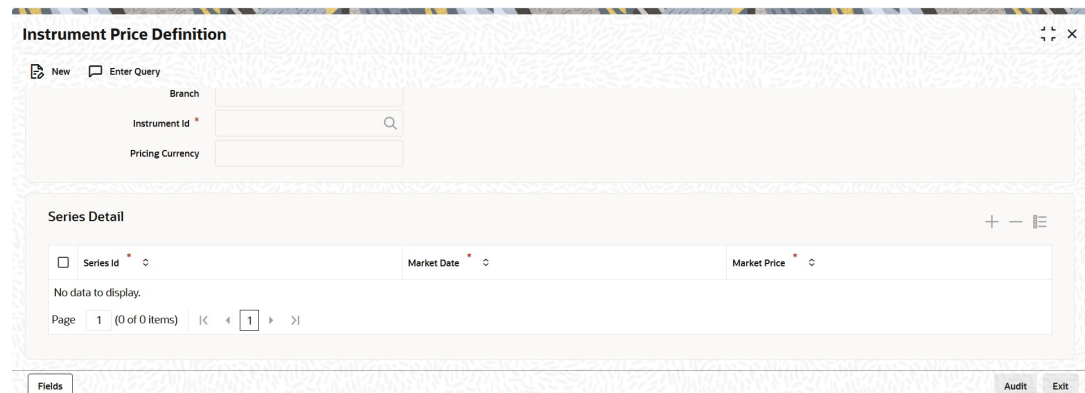 Instrument Price Definition
New Enter Query
Branch
Instrument Id *
Pricing Currency
Series Detail
Series Id * Market Date * Market Price *
No data to display.
Page 1 (0 of 0 items) 1
Fields Audit Exit